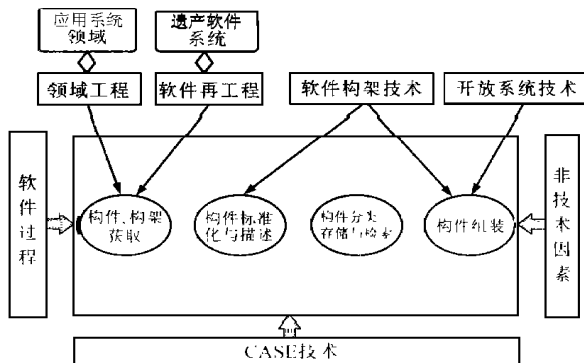 应用系统
领域
遗产软件
系统
领域工程
软件再工程
软件构架技术
开放系统技术
软件过程
构件、构架
获取
构件标准
化与描述
构件分类
存储与检索
构件组装
非技术因素
CASE技术